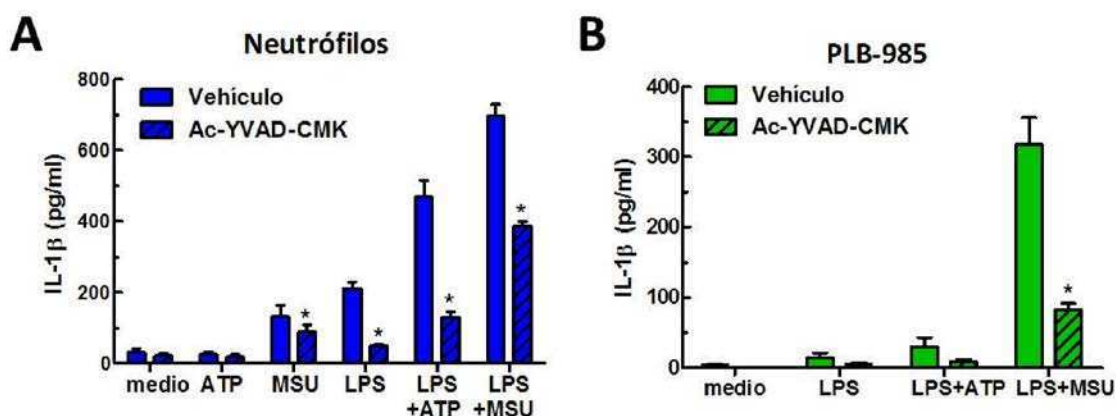 A
Neutrófilos
Vehiculo
Ac-YVAD-CMK
IL-1β (pg/ml)
800
600
400
200
0
medio ATP MSU LPS LPS LPS
+ATP +MSU
B
PLB-985
Vehiculo
Ac-YVAD-CMK
IL-1β (pg/ml)
400
300
200
100
0
medio LPS LPS+ATP LPS+MSU
* * * * *